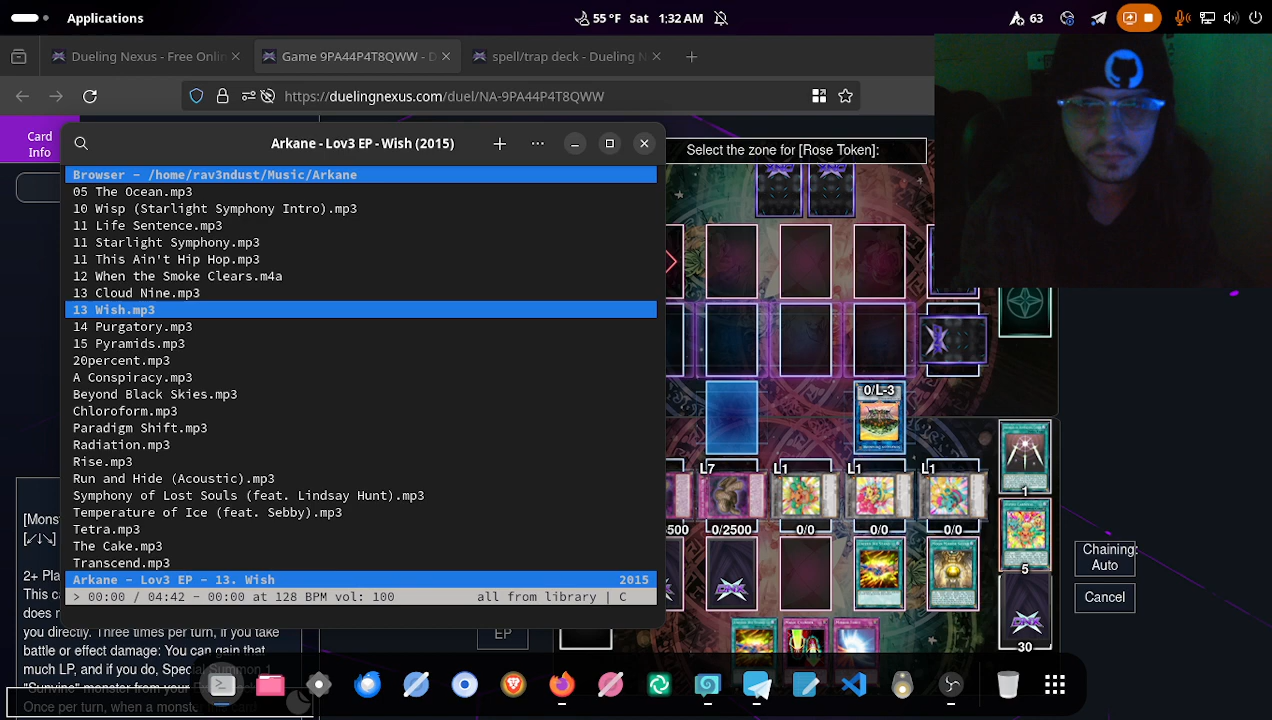 Applications
55 °F Sat 1:32 AM
63
Dueling Nexus - Free Onlin
Game 9PA44P4T8QWW - D
spell/trap deck - Dueling N
https://duelingnexus.com/duel/NA-9PA44P4T8QWW
Card
Info
Arkane - Lov3 EP - Wish (2015)
Select the zone for [Rose Token]:
Browser - /home/rav3ndust/Music/Arkane
05 The Ocean.mp3
10 Wisp (Starlight Symphony Intro).mp3
11 Life Sentence.mp3
11 Starlight Symphony.mp3
11 This Ain't Hip Hop.mp3
12 When the Smoke Clears.m4a
13 Cloud Nine.mp3
13 Wish.mp3
14 Purgatory.mp3
15 Pyramids.mp3
20percent.mp3
A Conspiracy.mp3
Beyond Black Skies.mp3
Chloroform.mp3
Paradigm Shift.mp3
Radiation.mp3
Rise.mp3
Run and Hide (Acoustic).mp3
Symphony of Lost Souls (feat. Lindsay Hunt).mp3
Temperature of Ice (feat. Sebby).mp3
Tetra.mp3
The Cake.mp3
Transcend.mp3
Arkane - Lov3 EP - 13. Wish 2015
> 00:00 / 04:42 - 00:00 at 128 BPM vol: 100 all from library | C
0/L-3
L7 L1 L1 L1
500 0/2500 0/0 0/0 0/0
1
5
30
Chaining:
Auto
Cancel
EP
[Mons
[↙↓↘]
2+ Pla
This ca
does n
you directly. Three times per turn, if you take
battle or effect damage: You can gain that
much LP, and if you do, Special Summon 1
"Sunvine" monster from your
Once per turn, when a monster